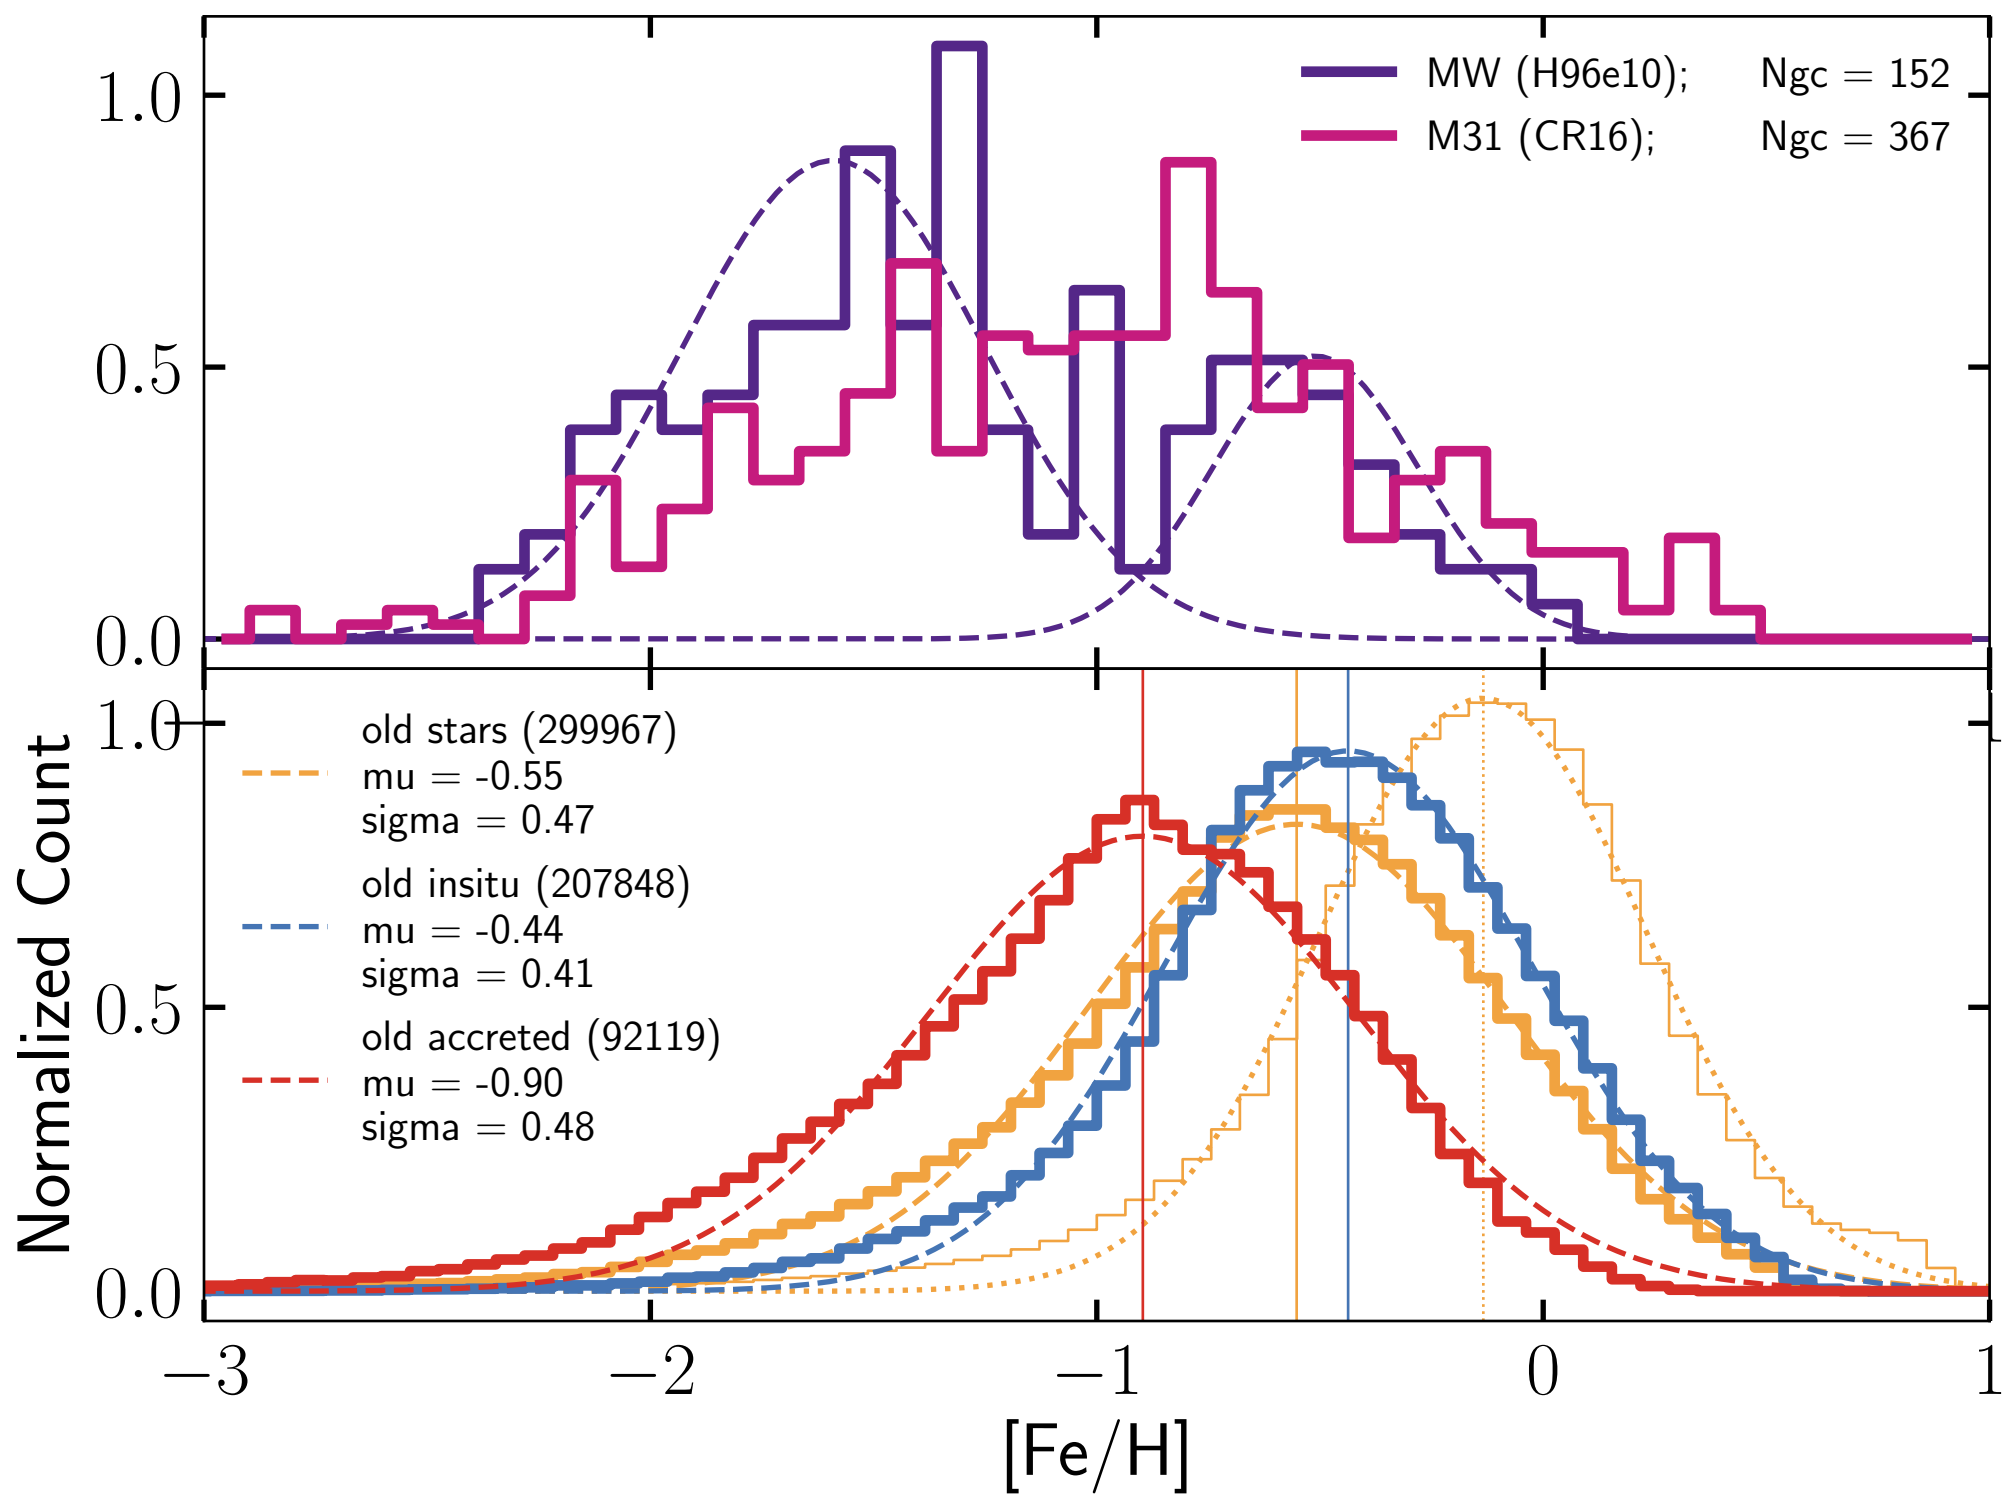 1.0
0.5
0.0
MW (H96e10); Ngc = 152
M31 (CR16); Ngc = 367
Normalized Count
1.0
0.5
0.0
old stars (299967)
mu = -0.55
sigma = 0.47
old insitu (207848)
mu = -0.44
sigma = 0.41
old accreted (92119)
mu = -0.90
sigma = 0.48
−3 −2 −1 0 1
[Fe/H]